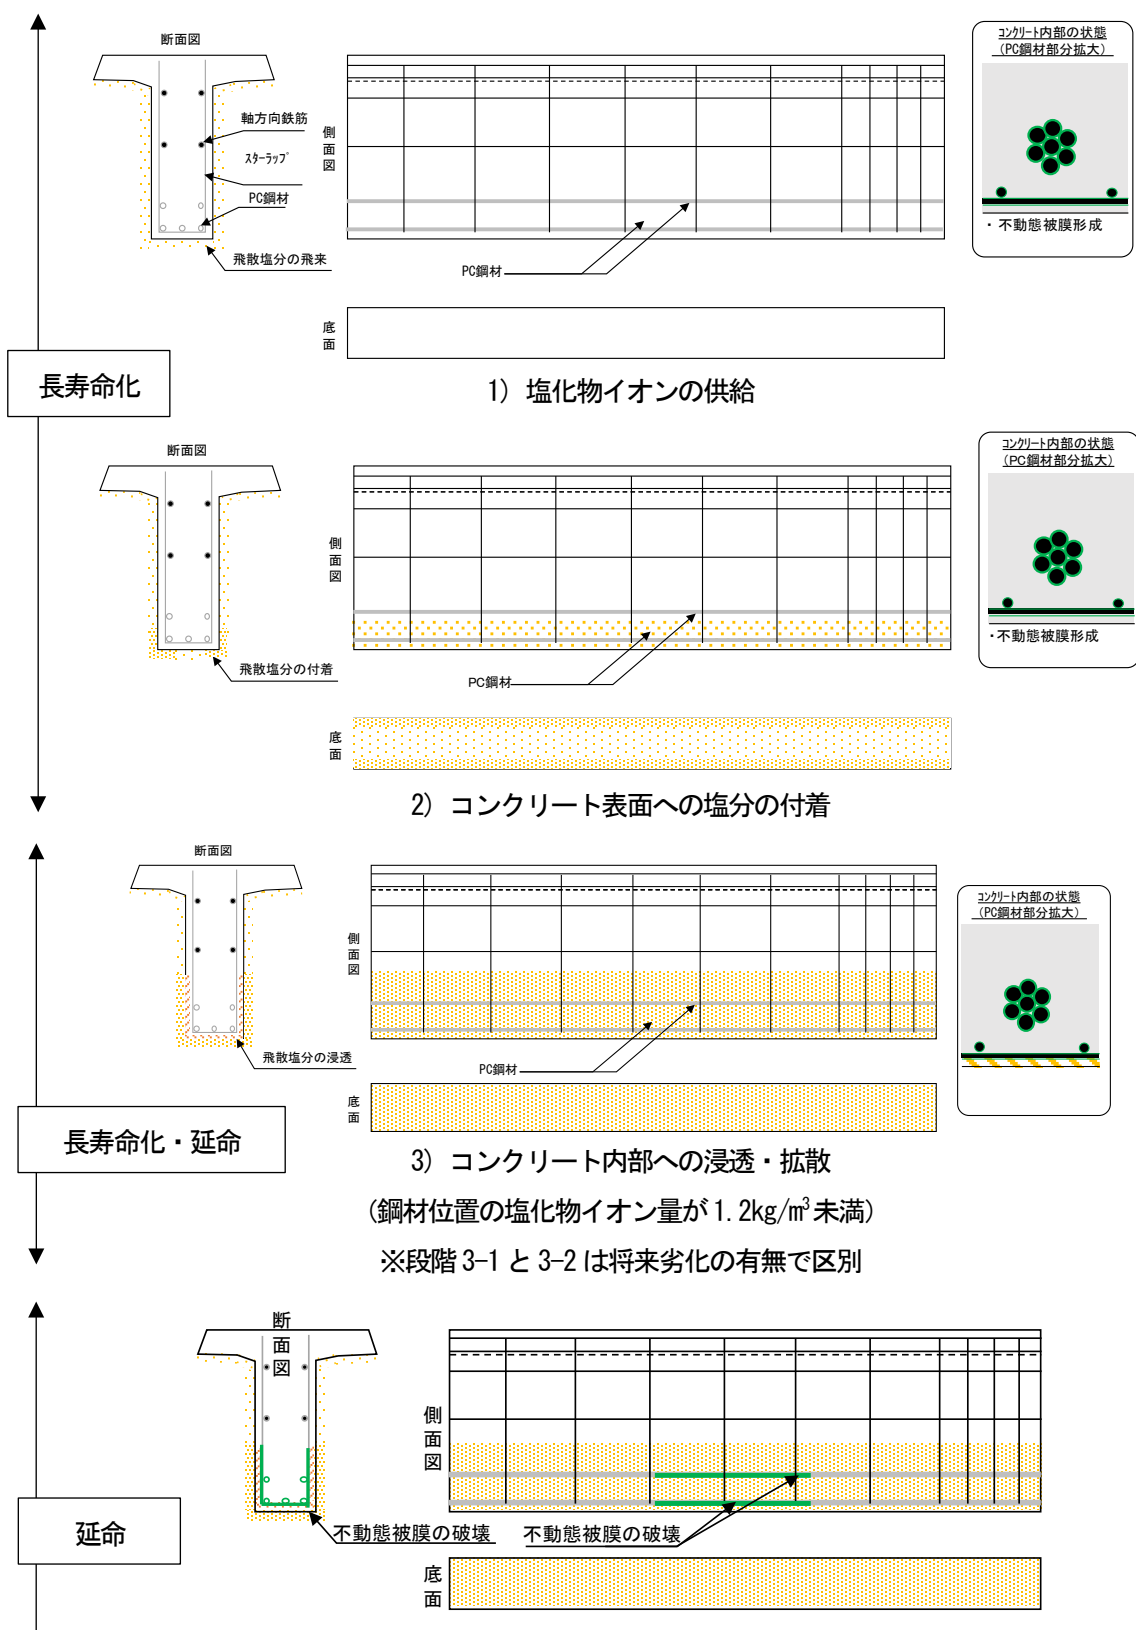 断面図
軸方向鉄筋
スターラップ
PC鋼材
飛散塩分の飛来
側面図
PC鋼材
底面
コンクリート内部の状態
(PC鋼材部分拡大)
・不動態被膜形成
長寿命化
1) 塩化物イオンの供給
断面図
飛散塩分の付着
側面図
PC鋼材
底面
コンクリート内部の状態
(PC鋼材部分拡大)
・不動態被膜形成
2) コンクリート表面への塩分の付着
断面図
飛散塩分の浸透
側面図
PC鋼材
底面
コンクリート内部の状態
(PC鋼材部分拡大)
長寿命化・延命
3) コンクリート内部への浸透・拡散
(鋼材位置の塩化物イオン量が1.2kg/m³未満)
※段階3-1と3-2は将来劣化の有無で区別
断面図
側面図
不動態被膜の破壊
不動態被膜の破壊
延命
底面